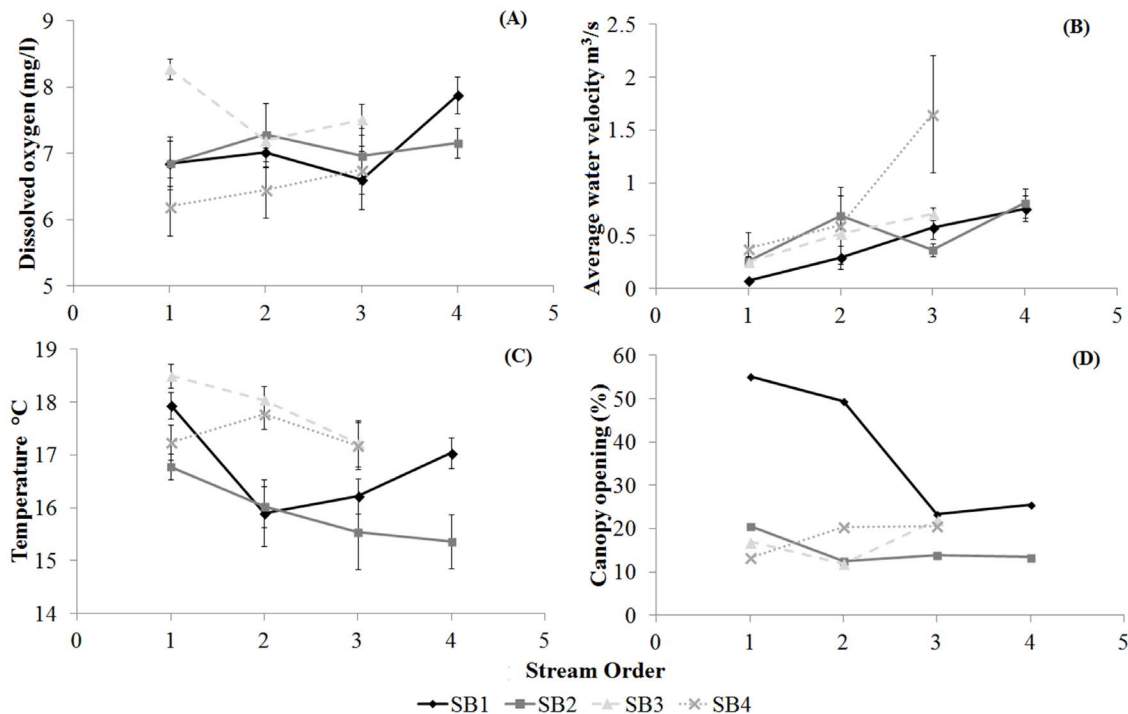 (A)
Dissolved oxygen (mg/l)
9
8
7
6
5
0 1 2 3 4 5
(B)
Average water velocity m³/s
2.5
2
1.5
1
0.5
0
0 1 2 3 4 5
(C)
Temperature °C
19
18
17
16
15
14
0 1 2 3 4 5
(D)
Canopy opening (%)
60
50
40
30
20
10
0
0 1 2 3 4 5
Stream Order
SB1 SB2 SB3 SB4